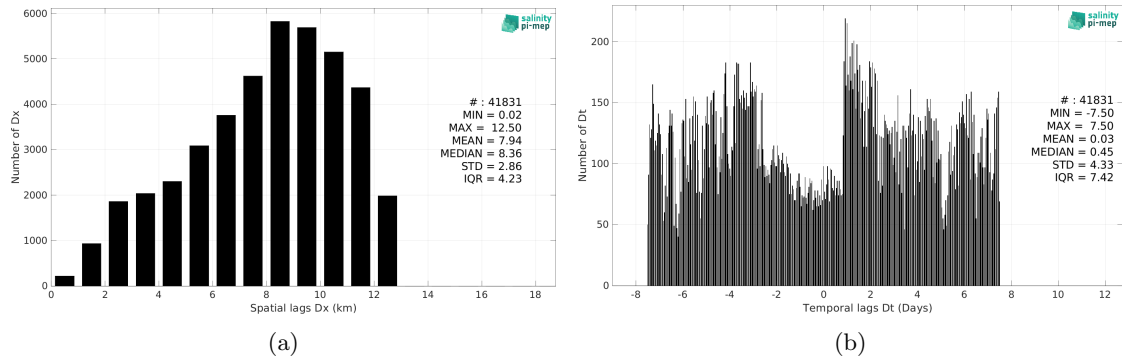 6000
5000
4000
3000
2000
1000
0
Number of Dx
0 2 4 6 8 10 12 14 16 18
Spatial lags Dx (km)
salinity
pi-mep
# : 41831
MIN = 0.02
MAX = 12.50
MEAN = 7.94
MEDIAN = 8.36
STD = 2.86
IQR = 4.23
(a)
200
150
100
50
0
Number of Dt
-8 -6 -4 -2 0 2 4 6 8 10 12
Temporal lags Dt (Days)
salinity
pi-mep
# : 41831
MIN = -7.50
MAX = 7.50
MEAN = 0.03
MEDIAN = 0.45
STD = 4.33
IQR = 7.42
(b)